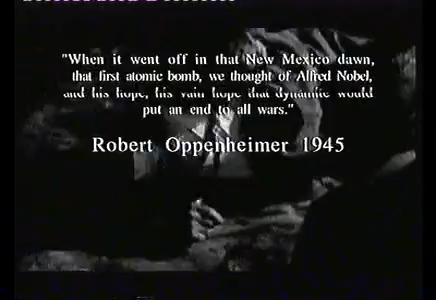 "When it went off in that New Mexico dawn,
that first atomic bomb, we thought of Alfred Nobel,
and his hope, his vain hope that dynamite would
put an end to all wars."
Robert Oppenheimer 1945